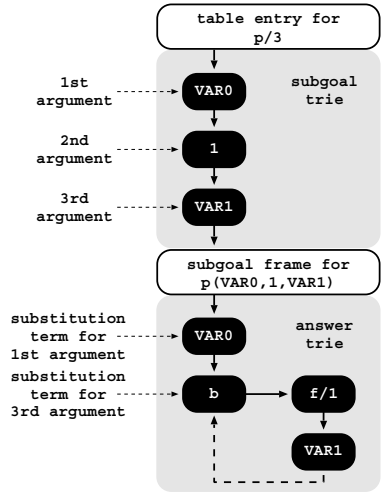 table entry for
p/3
subgoal
trie
1st
argument
VAR0
2nd
argument
1
3rd
argument
VAR1
subgoal frame for
p(VAR0,1,VAR1)
answer
trie
substitution
term for
1st argument
VAR0
substitution
term for
3rd argument
b
f/1
VAR1